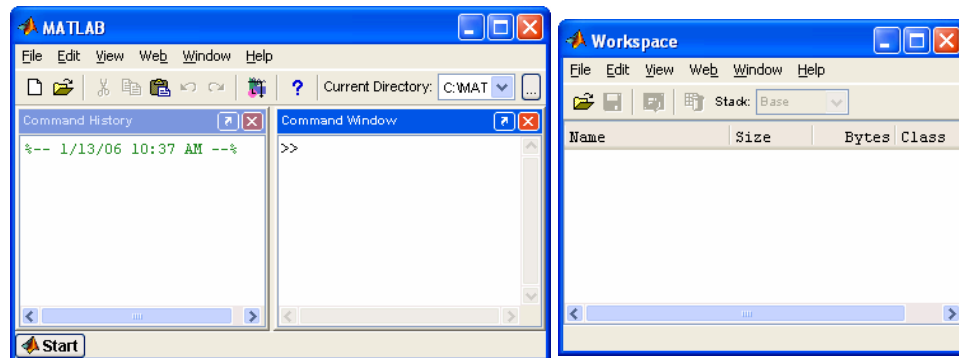 MATLAB
File Edit View Web Window Help
? Current Directory: C:\MAT ...
Command History
%-- 1/13/06 10:37 AM --%
Command Window
>>
Start
Workspace
File Edit View Web Window Help
Stack: Base
Name Size Bytes Class